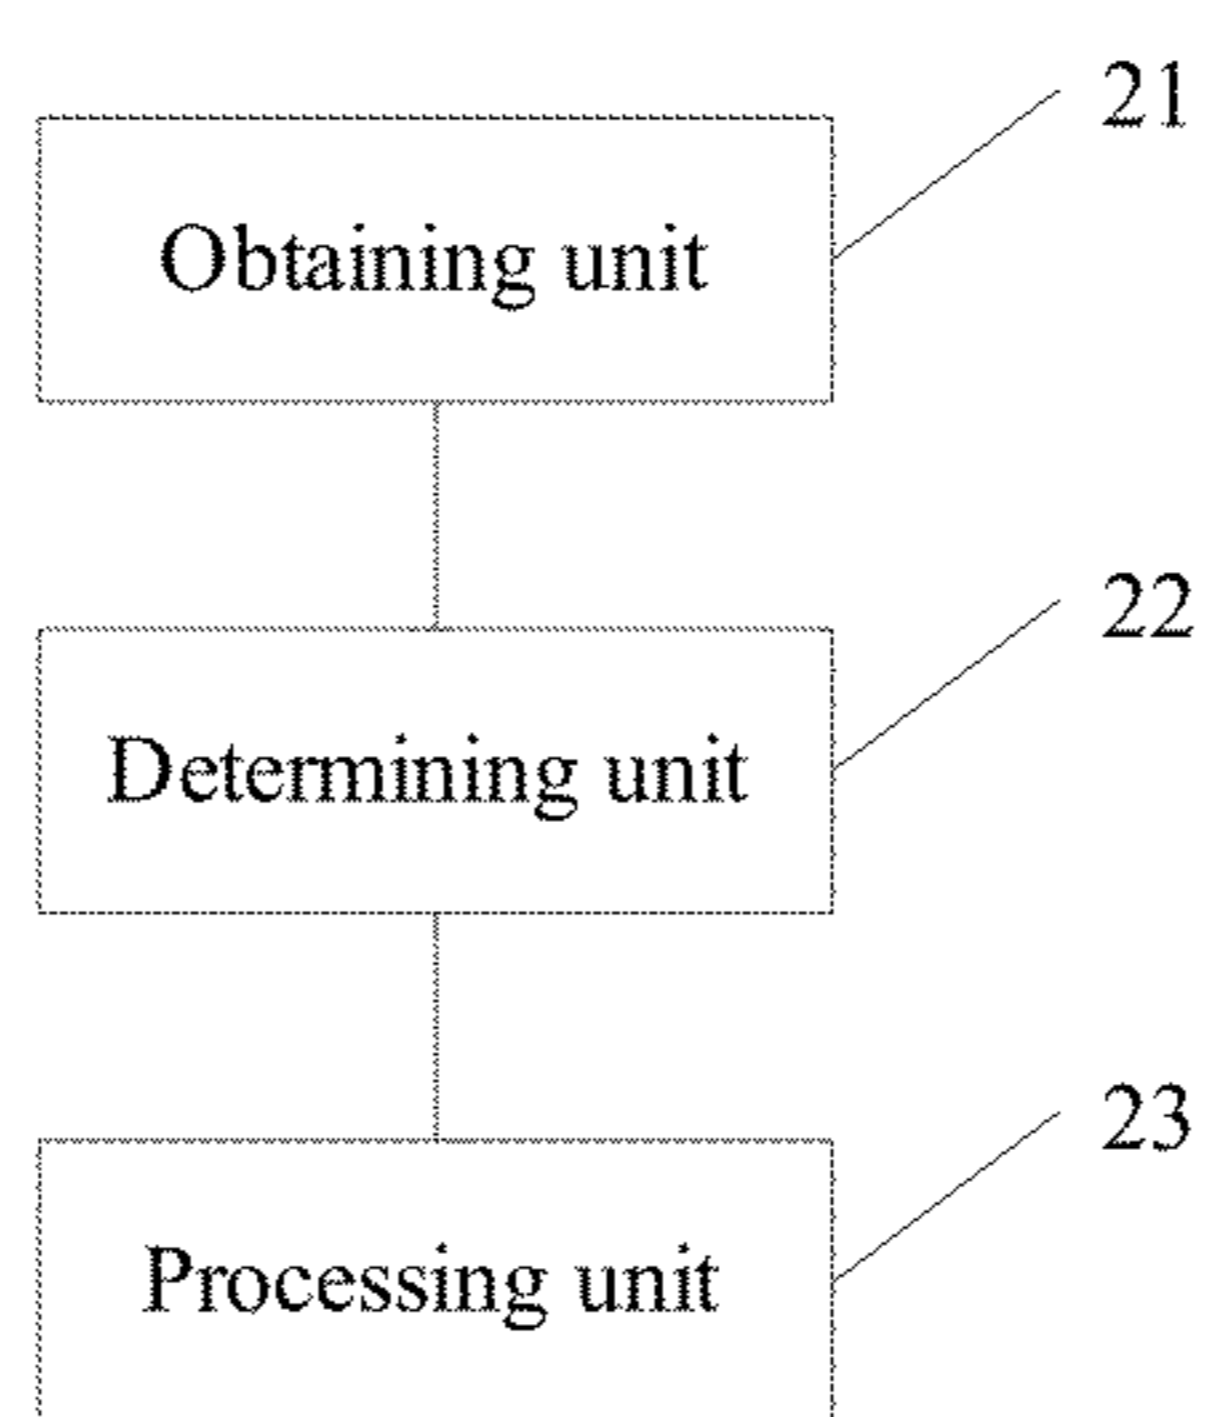 21
Obtaining unit
22
Determining unit
23
Processing unit